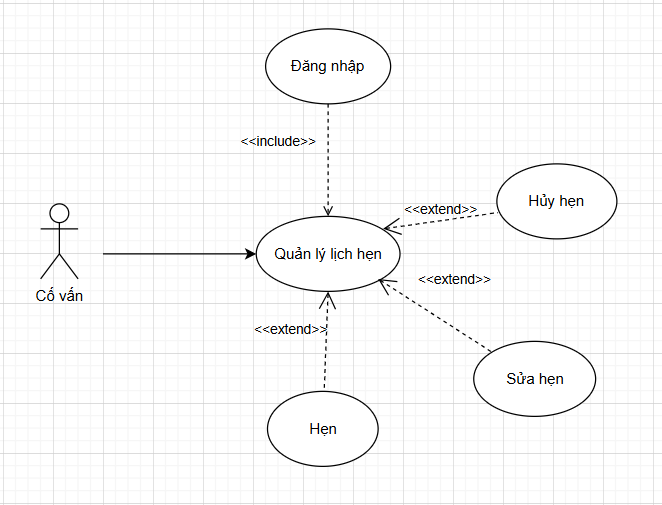 Đăng nhập
<<include>>
Hủy hẹn
<<extend>>
Quản lý lịch hẹn
<<extend>>
Cố vấn
<<extend>>
Sửa hẹn
Hẹn